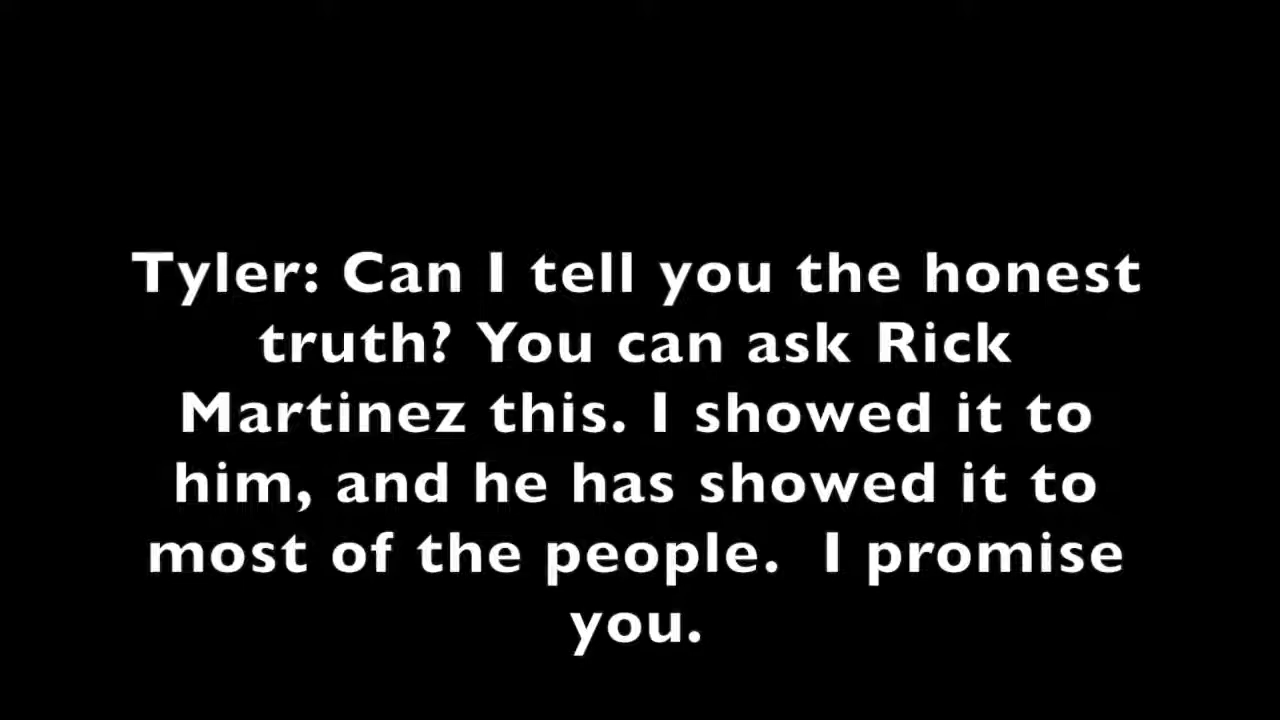 Tyler: Can I tell you the honest
truth? You can ask Rick
Martinez this. I showed it to
him, and he has showed it to
most of the people.  I promise
you.